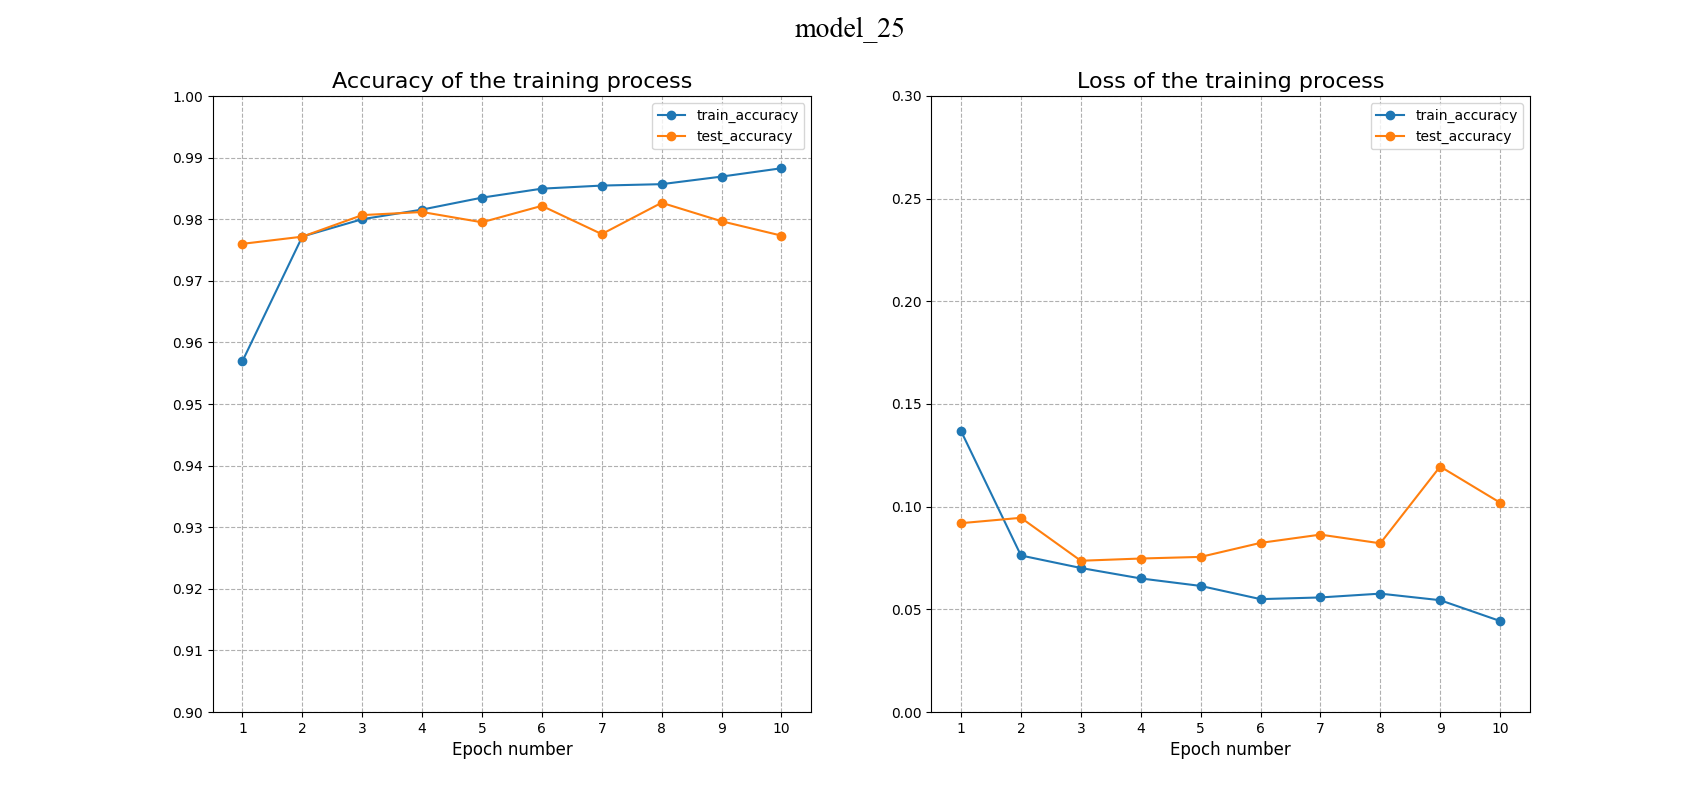 model_25
Accuracy of the training process
1.00
0.99
0.98
0.97
0.96
0.95
0.94
0.93
0.92
0.91
0.90
train_accuracy
test_accuracy
1 2 3 4 5 6 7 8 9 10
Epoch number
Loss of the training process
0.30
0.25
0.20
0.15
0.10
0.05
0.00
train_accuracy
test_accuracy
1 2 3 4 5 6 7 8 9 10
Epoch number